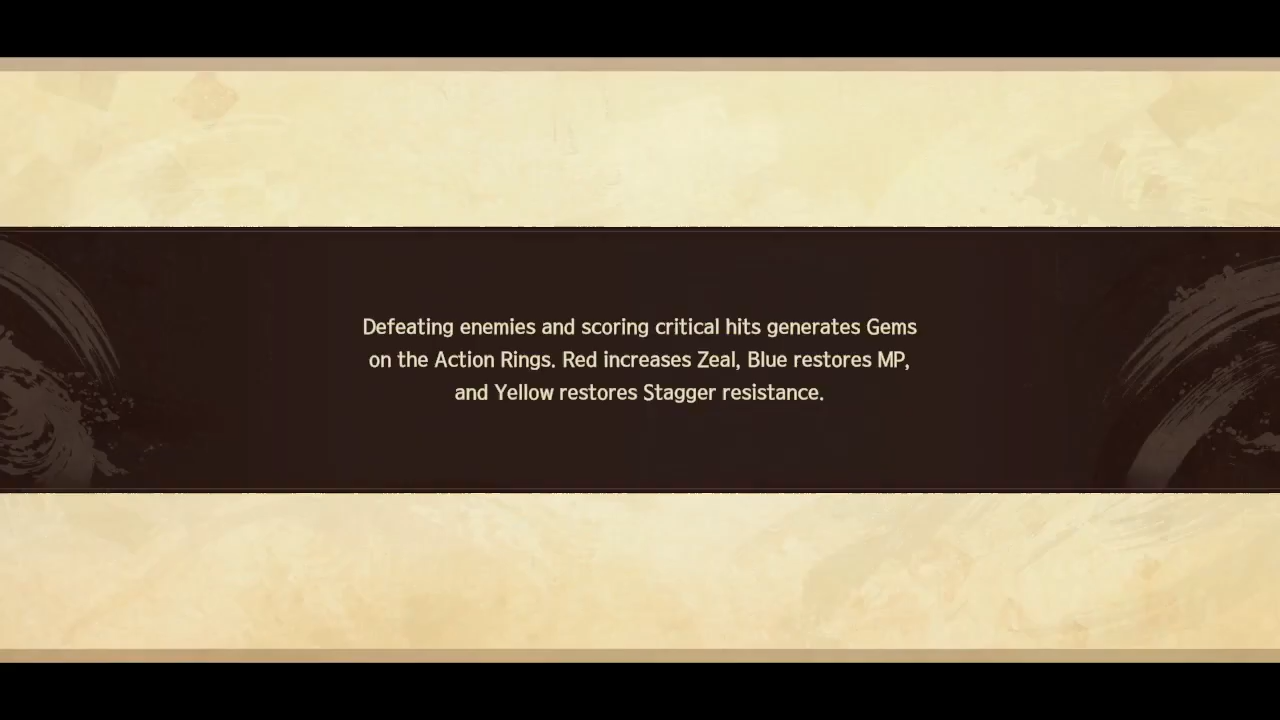 Defeating enemies and scoring critical hits generates Gems
on the Action Rings. Red increases Zeal, Blue restores MP,
and Yellow restores Stagger resistance.